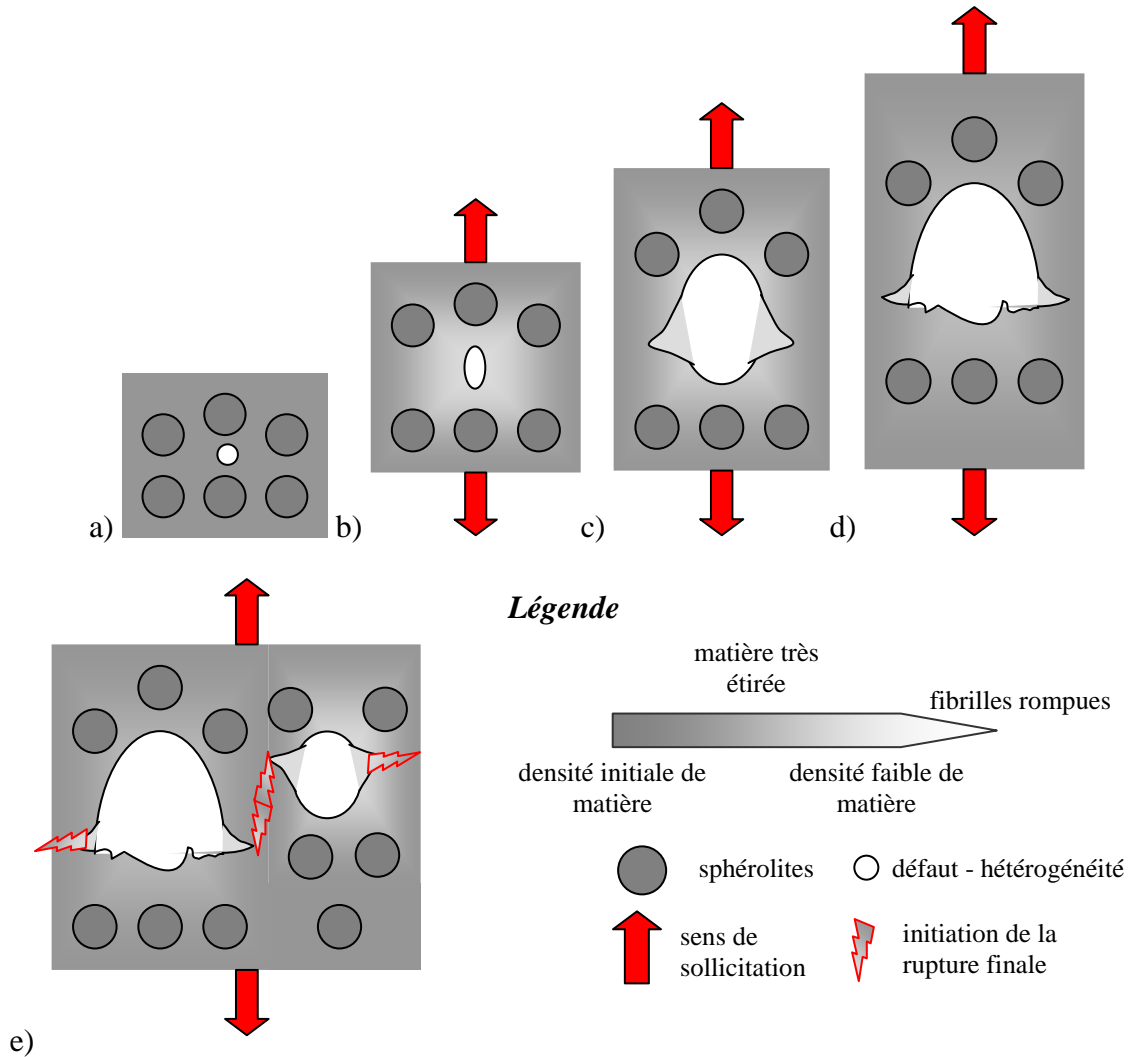 a)
b)
c)
d)
Légende
matière très
étirée
fibrilles rompues
densité initiale de
matière
densité faible de
matière
sphérolites
défaut - hétérogénéité
sens de
sollicitation
initiation de la
rupture finale
e)